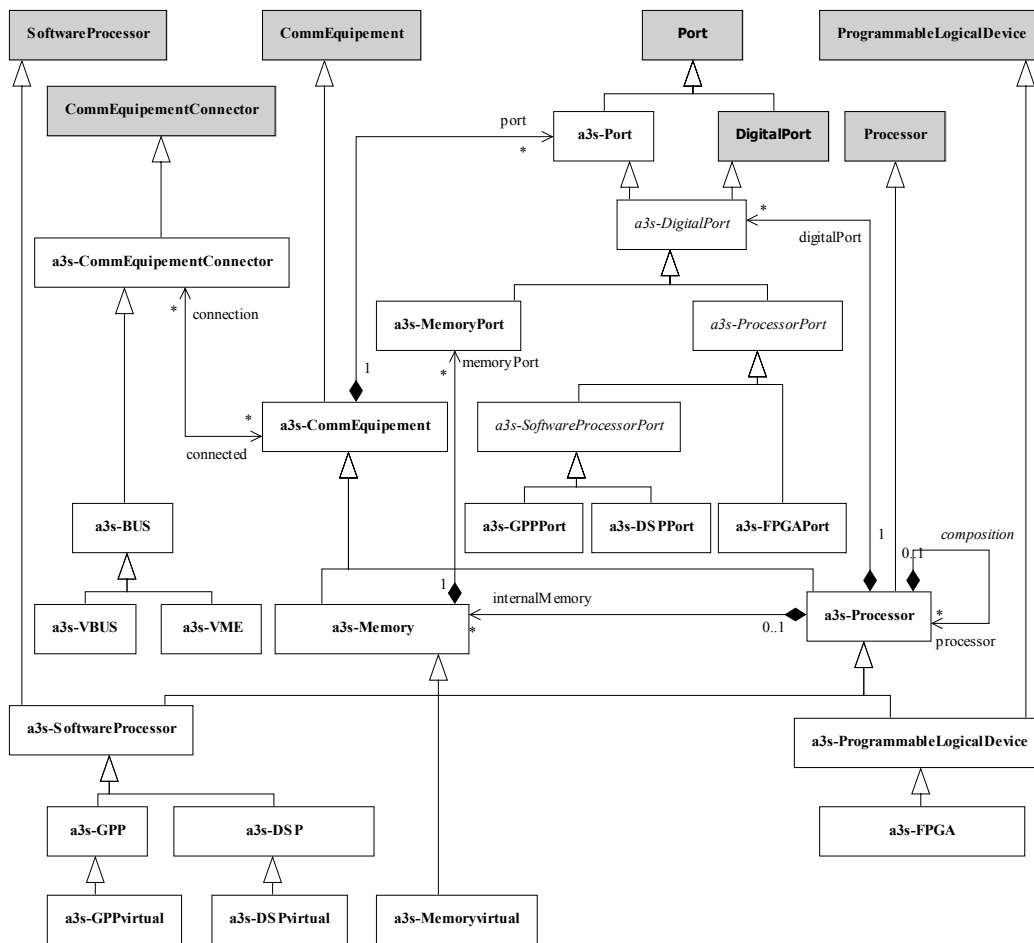 SoftwareProcessor
CommEquipement
Port
ProgrammableLogicalDevice
CommEquipementConnector
port
*
a3s-Port
DigitalPort
Processor
a3s-DigitalPort
*
digitalPort
a3s-CommEquipementConnector
*
connection
a3s-MemoryPort
a3s-ProcessorPort
*
memoryPort
1
*
connected
a3s-CommEquipement
a3s-SoftwareProcessorPort
a3s-BUS
a3s-GPPPort
a3s-DSPPort
a3s-FPGAPort
1
composition
0..1
1
internalMemory
a3s-VBUS
a3s-VME
a3s-Memory
*
0..1
a3s-Processor
*
processor
a3s-SoftwareProcessor
a3s-ProgrammableLogicalDevice
a3s-GPP
a3s-DSP
a3s-FPGA
a3s-GPPvirtual
a3s-DSPvirtual
a3s-Memoryvirtual